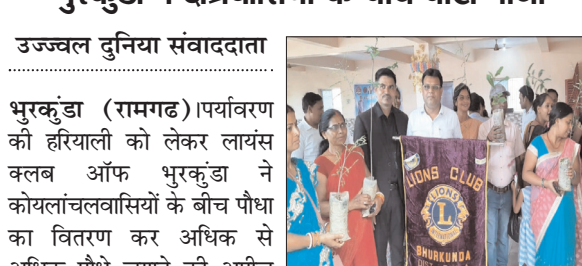 उज्ज्वल दुनिया संवाददाता
भुरकुंडा (रामगढ)।पर्यावरण
की हरियाली को लेकर लायंस
क्लब ऑफ भुरकुंडा ने
कोयलांचलवासियों के बीच पौधा
का वितरण कर अधिक से
LIONS CLUB
L
BHURKUNDA